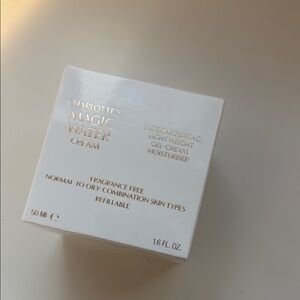 CHARLOTTE'S
MAGIC
WATER
CREAM
LIGHTWEIGHT
GEL-CREAM
MOISTURISER
FRAGRANCE FREE
NORMAL TO OILY-COMBINATION SKIN TYPES
REFILLABLE
50 ML ℮
1.6 FL. OZ.